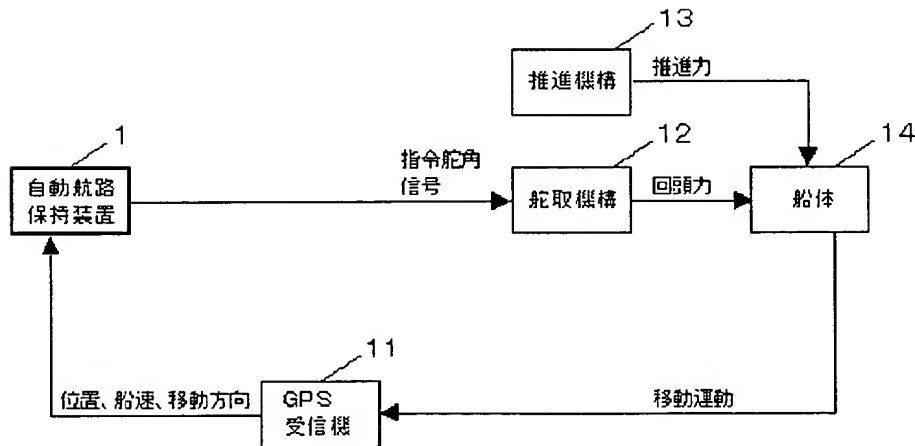 13
推進機構
推進力
1
12
14
自動航路
保持装置
指令舵角
信号
舵取機構
回頭力
船体
11
位置、船速、移動方向
GPS
受信機
移動運動